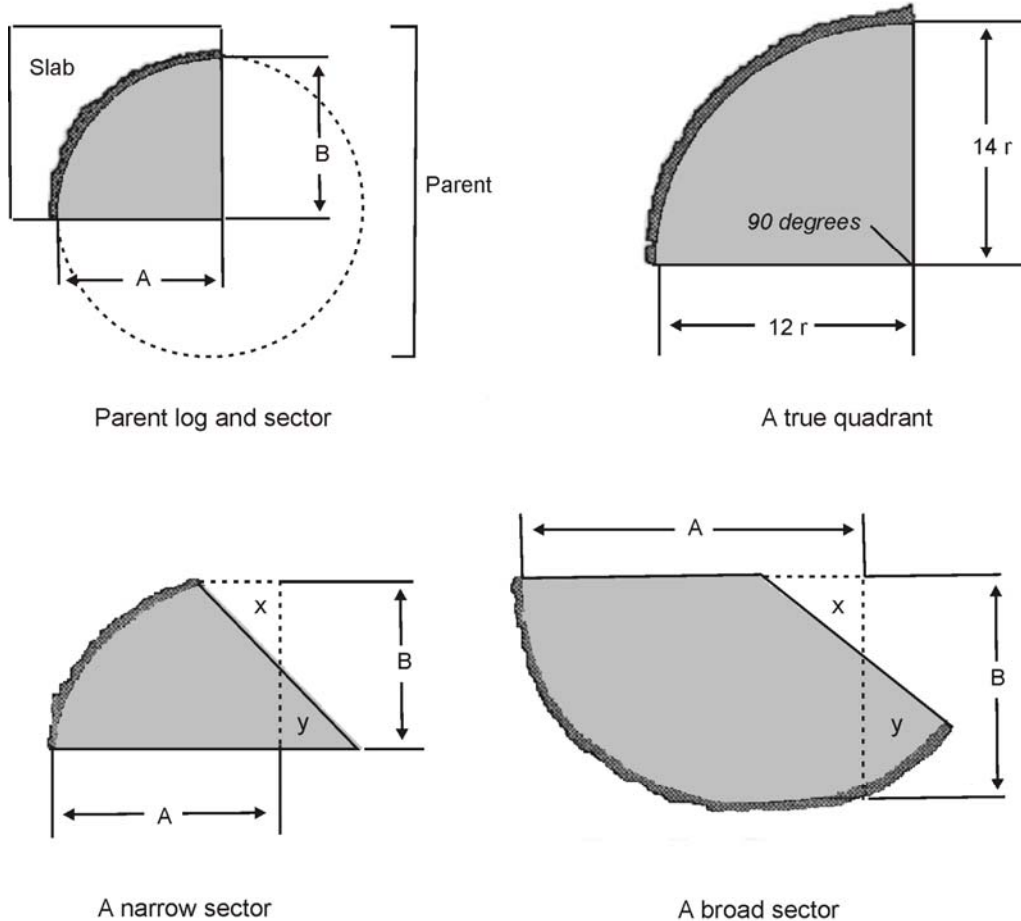 Slab
B
A
Parent
Parent log and sector
14 r
90 degrees
12 r
A true quadrant
x
B
y
A
A narrow sector
A
x
B
y
A broad sector